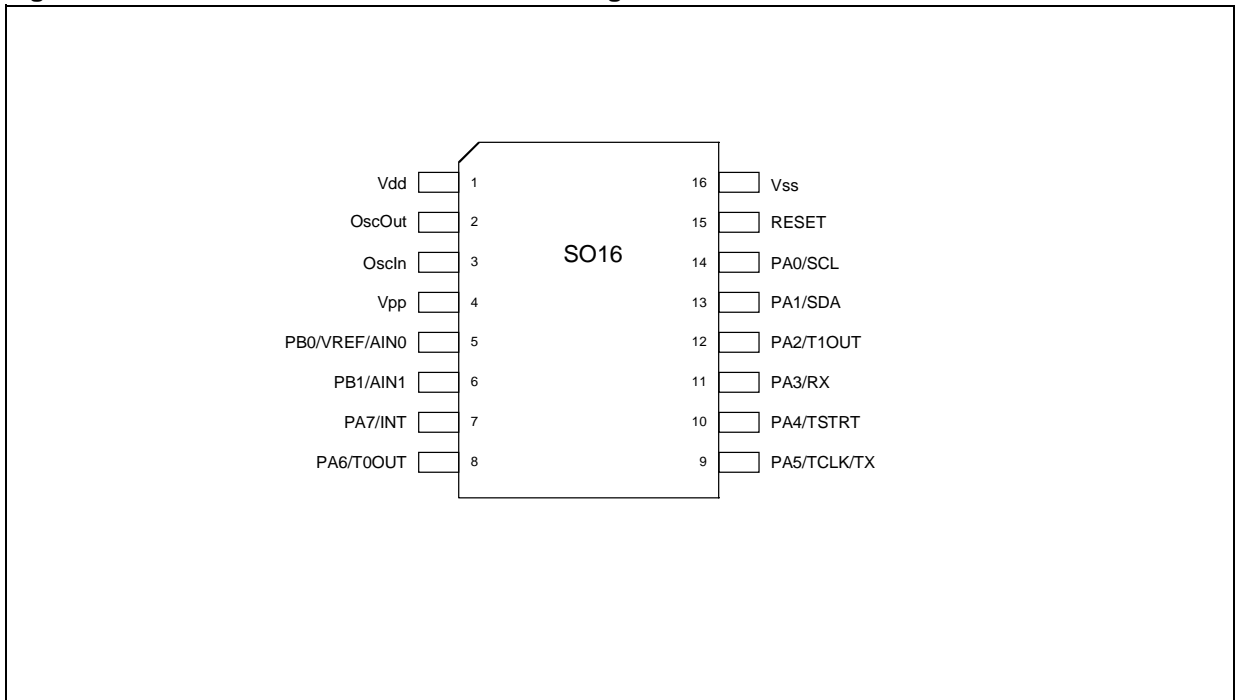 Vdd 1 16 Vss
OscOut 2 15 RESET
OscIn 3 SO16 14 PA0/SCL
Vpp 4 13 PA1/SDA
PB0/VREF/AIN0 5 12 PA2/T1OUT
PB1/AIN1 6 11 PA3/RX
PA7/INT 7 10 PA4/TSTRT
PA6/T0OUT 8 9 PA5/TCLK/TX